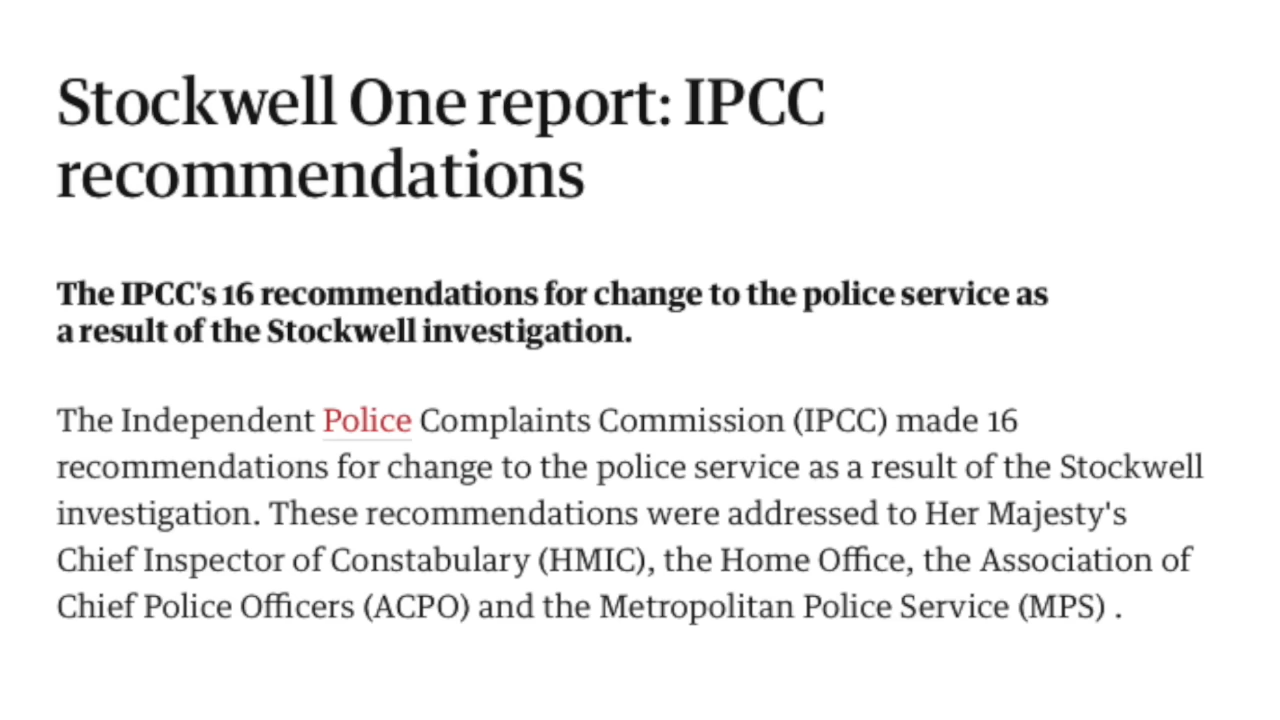 Stockwell One report: IPCC
recommendations
The IPCC's 16 recommendations for change to the police service as
a result of the Stockwell investigation.
The Independent Police Complaints Commission (IPCC) made 16
recommendations for change to the police service as a result of the Stockwell
investigation. These recommendations were addressed to Her Majesty's
Chief Inspector of Constabulary (HMIC), the Home Office, the Association of
Chief Police Officers (ACPO) and the Metropolitan Police Service (MPS) .